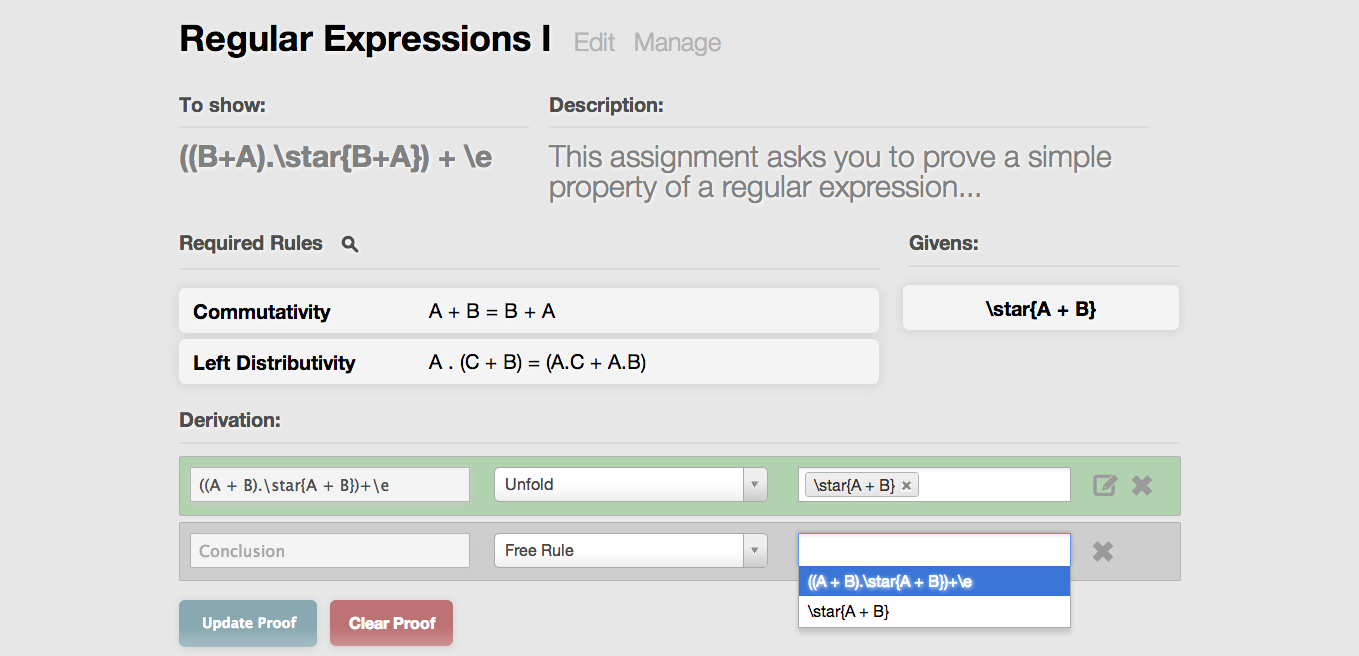 Regular Expressions I Edit Manage
To show:
((B+A).\star{B+A}) + \e
Description:
This assignment asks you to prove a simple
property of a regular expression...
Required Rules
Commutativity A + B = B + A
Left Distributivity A . (C + B) = (A.C + A.B)
Givens:
\star{A + B}
Derivation:
((A + B).\star{A + B})+\e Unfold \star{A + B}
Conclusion Free Rule
((A + B).\star{A + B})+\e
\star{A + B}
Update Proof Clear Proof